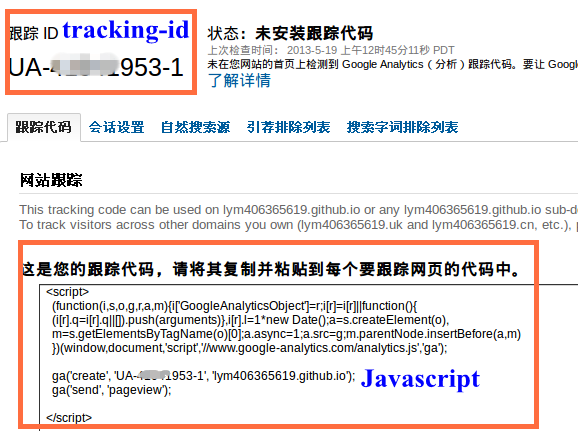 跟踪 ID tracking-id
UA- 1953-1
状态：未安装跟踪代码
上次检查时间： 2013-5-19 上午12时45分11秒 PDT
未在您网站的首页上检测到 Google Analytics（分析）跟踪代码。要让 Goog
了解详情
跟踪代码 会话设置 自然搜索源 引荐排除列表 搜索字词排除列表
网站跟踪
This tracking code can be used on lym406365619.github.io or any lym406365619.github.io sub-d
To track visitors across other domains you own (lym406365619.uk and lym406365619.cn, etc.), p
这是您的跟踪代码，请将其复制并粘贴到每个要跟踪网页的代码中。
<script>
(function(i,s,o,g,r,a,m){i['GoogleAnalyticsObject']=r;i[r]=i[r]||function(){
(i[r].q=i[r].q||[]).push(arguments)},i[r].l=1*new Date();a=s.createElement(o),
m=s.getElementsByTagName(o)[0];a.async=1;a.src=g;m.parentNode.insertBefore(a,m)
})(window,document,'script','//www.google-analytics.com/analytics.js','ga');
ga('create', 'UA- 1953-1', 'lym406365619.github.io');
Javascript
ga('send', 'pageview');
</script>